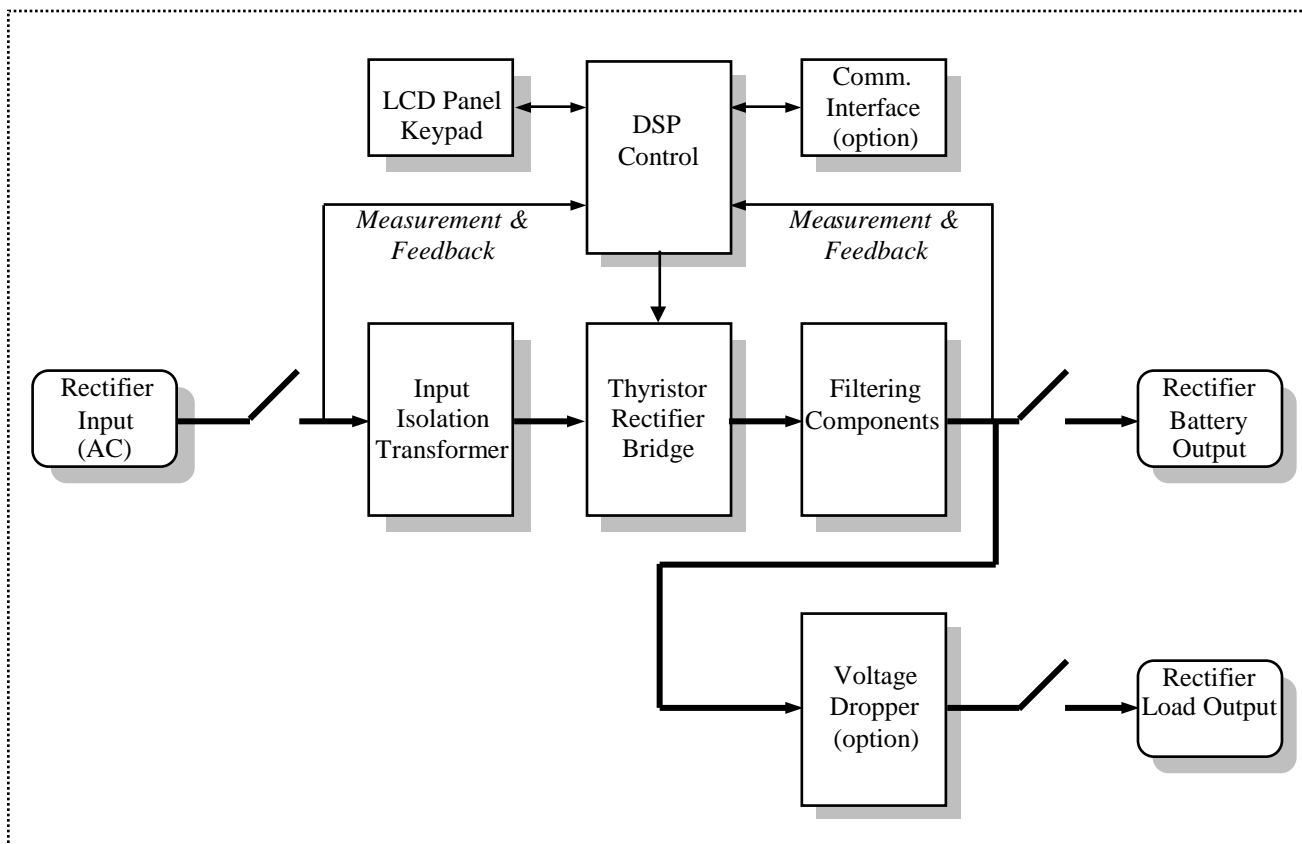 LCD Panel
Keypad
DSP
Control
Comm.
Interface
(option)
Measurement &
Feedback
Measurement &
Feedback
Rectifier
Input
(AC)
Input
Isolation
Transformer
Thyristor
Rectifier
Bridge
Filtering
Components
Rectifier
Battery
Output
Voltage
Dropper
(option)
Rectifier
Load Output